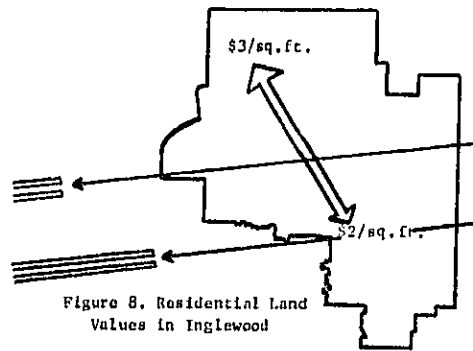 $3/sq.ft.
$2/sq.ft.
Figure 8. Residential Land
Values in Inglewood